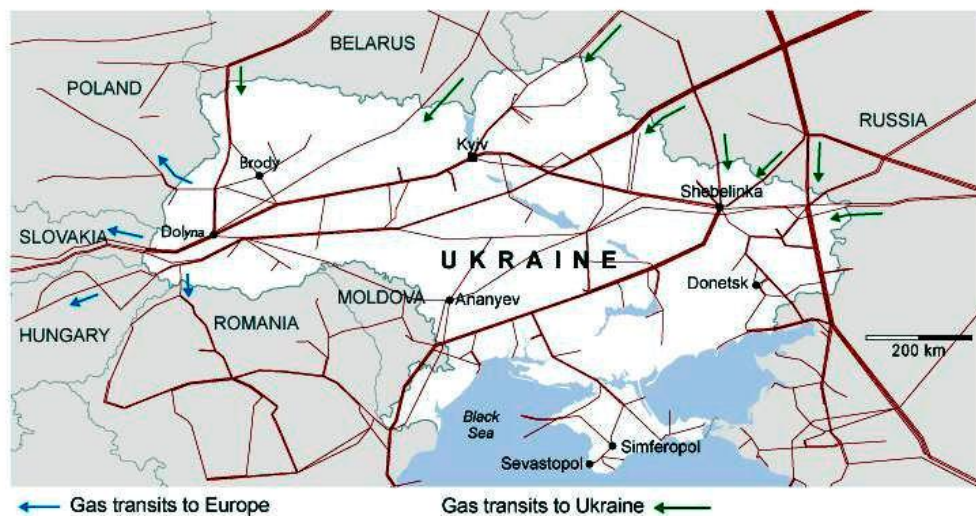 BELARUS
POLAND
RUSSIA
Kyiv
Brody
Shebelinka
SLOVAKIA
Dolyna
UKRAINE
Donetsk
MOLDOVA
Ananyev
HUNGARY
ROMANIA
200 km
Black
Sea
Simferopol
Sevastopol
Gas transits to Europe
Gas transits to Ukraine